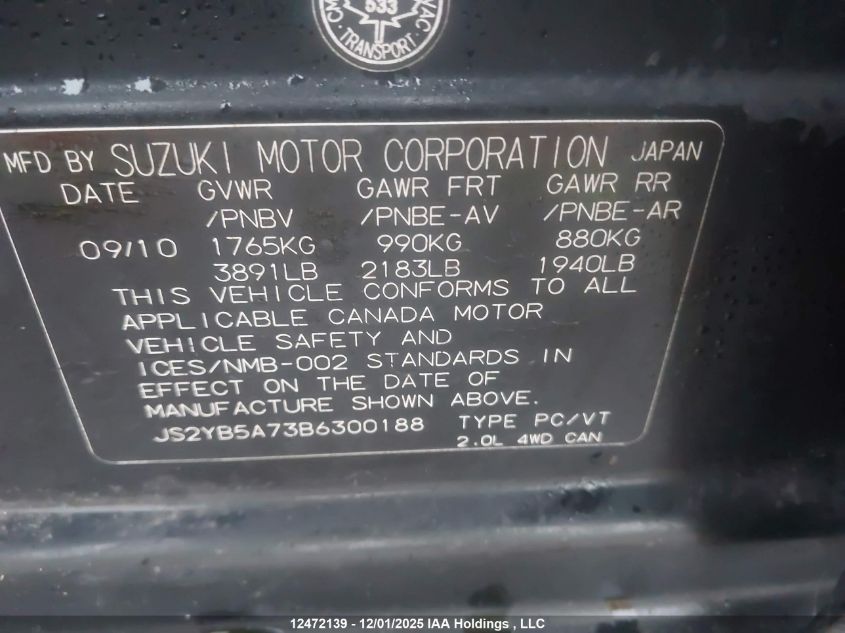 533
TRANSPORT
MFD BY SUZUKI MOTOR CORPORATION JAPAN
DATE GVWR GAWR FRT GAWR RR
/PNBV /PNBE-AV /PNBE-AR
09/10 1765KG 990KG 880KG
3891LB 2183LB 1940LB
THIS VEHICLE CONFORMS TO ALL
APPLICABLE CANADA MOTOR
VEHICLE SAFETY AND
ICES/NMB-002 STANDARDS IN
EFFECT ON THE DATE OF
MANUFACTURE SHOWN ABOVE.
JS2YB5A73B6300188 TYPE PC/VT
2.0L 4WD CAN
12472139 - 12/01/2025 IAA Holdings , LLC